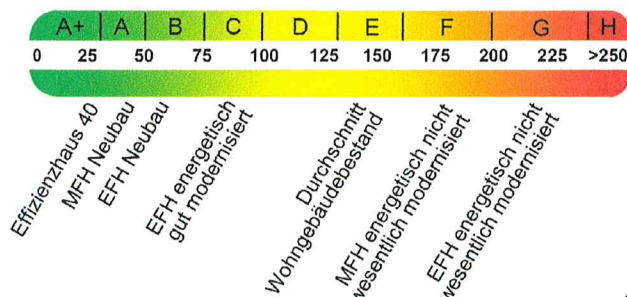 A+ A B C D E F G H
0 25 50 75 100 125 150 175 200 225 >250
Effizienzhaus 40
MFH Neubau
EFH Neubau
EFH energetisch
gut modernisiert
Durchschnitt
Wohngebäudebestand
MFH energetisch nicht
wesentlich modernisiert
EFH energetisch nicht
wesentlich modernisiert